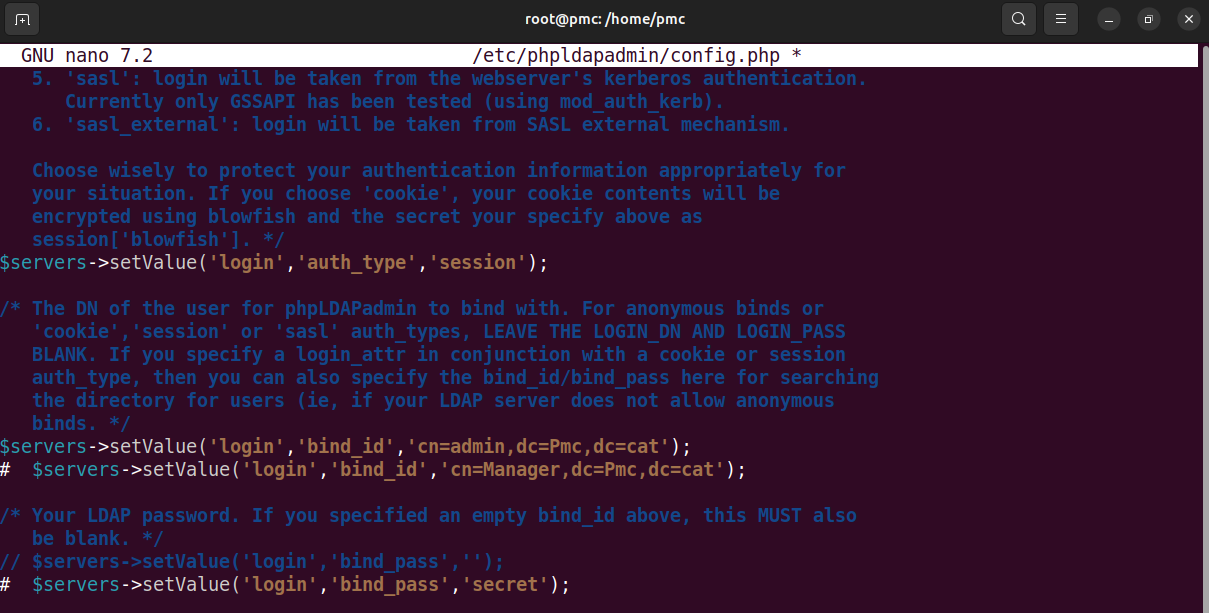 root@pmc: /home/pmc
GNU nano 7.2 /etc/phpldapadmin/config.php *
5. 'sasl': login will be taken from the webserver's kerberos authentication.
Currently only GSSAPI has been tested (using mod_auth_kerb).
6. 'sasl_external': login will be taken from SASL external mechanism.
Choose wisely to protect your authentication information appropriately for
your situation. If you choose 'cookie', your cookie contents will be
encrypted using blowfish and the secret your specify above as
session['blowfish']. */
$servers->setValue('login','auth_type','session');
/* The DN of the user for phpLDAPadmin to bind with. For anonymous binds or
'cookie','session' or 'sasl' auth_types, LEAVE THE LOGIN_DN AND LOGIN_PASS
BLANK. If you specify a login_attr in conjunction with a cookie or session
auth_type, then you can also specify the bind_id/bind_pass here for searching
the directory for users (ie, if your LDAP server does not allow anonymous
binds. */
$servers->setValue('login','bind_id','cn=admin,dc=Pmc,dc=cat');
#  $servers->setValue('login','bind_id','cn=Manager,dc=Pmc,dc=cat');
/* Your LDAP password. If you specified an empty bind_id above, this MUST also
be blank. */
// $servers->setValue('login','bind_pass','');
#  $servers->setValue('login','bind_pass','secret');